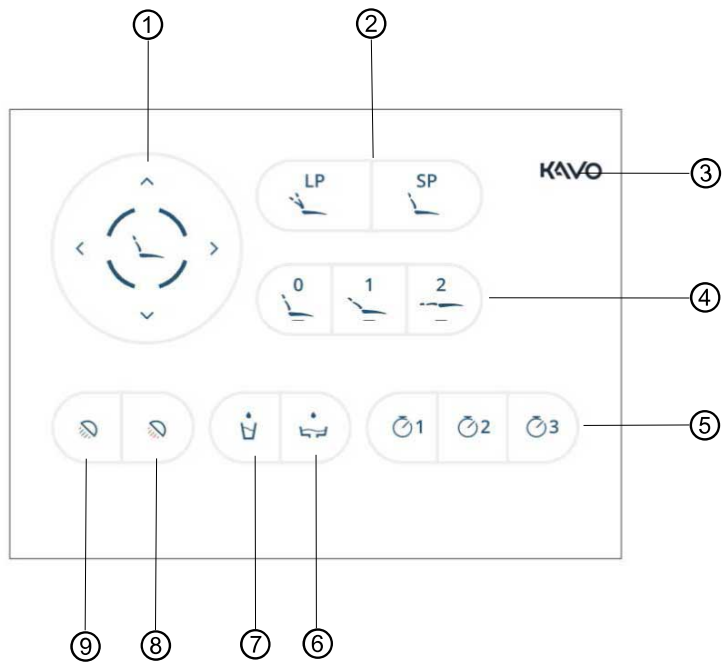 ① ②
LP SP
KAVO ③
0 1 2 ④
1 2 3 ⑤
⑨ ⑧ ⑦ ⑥